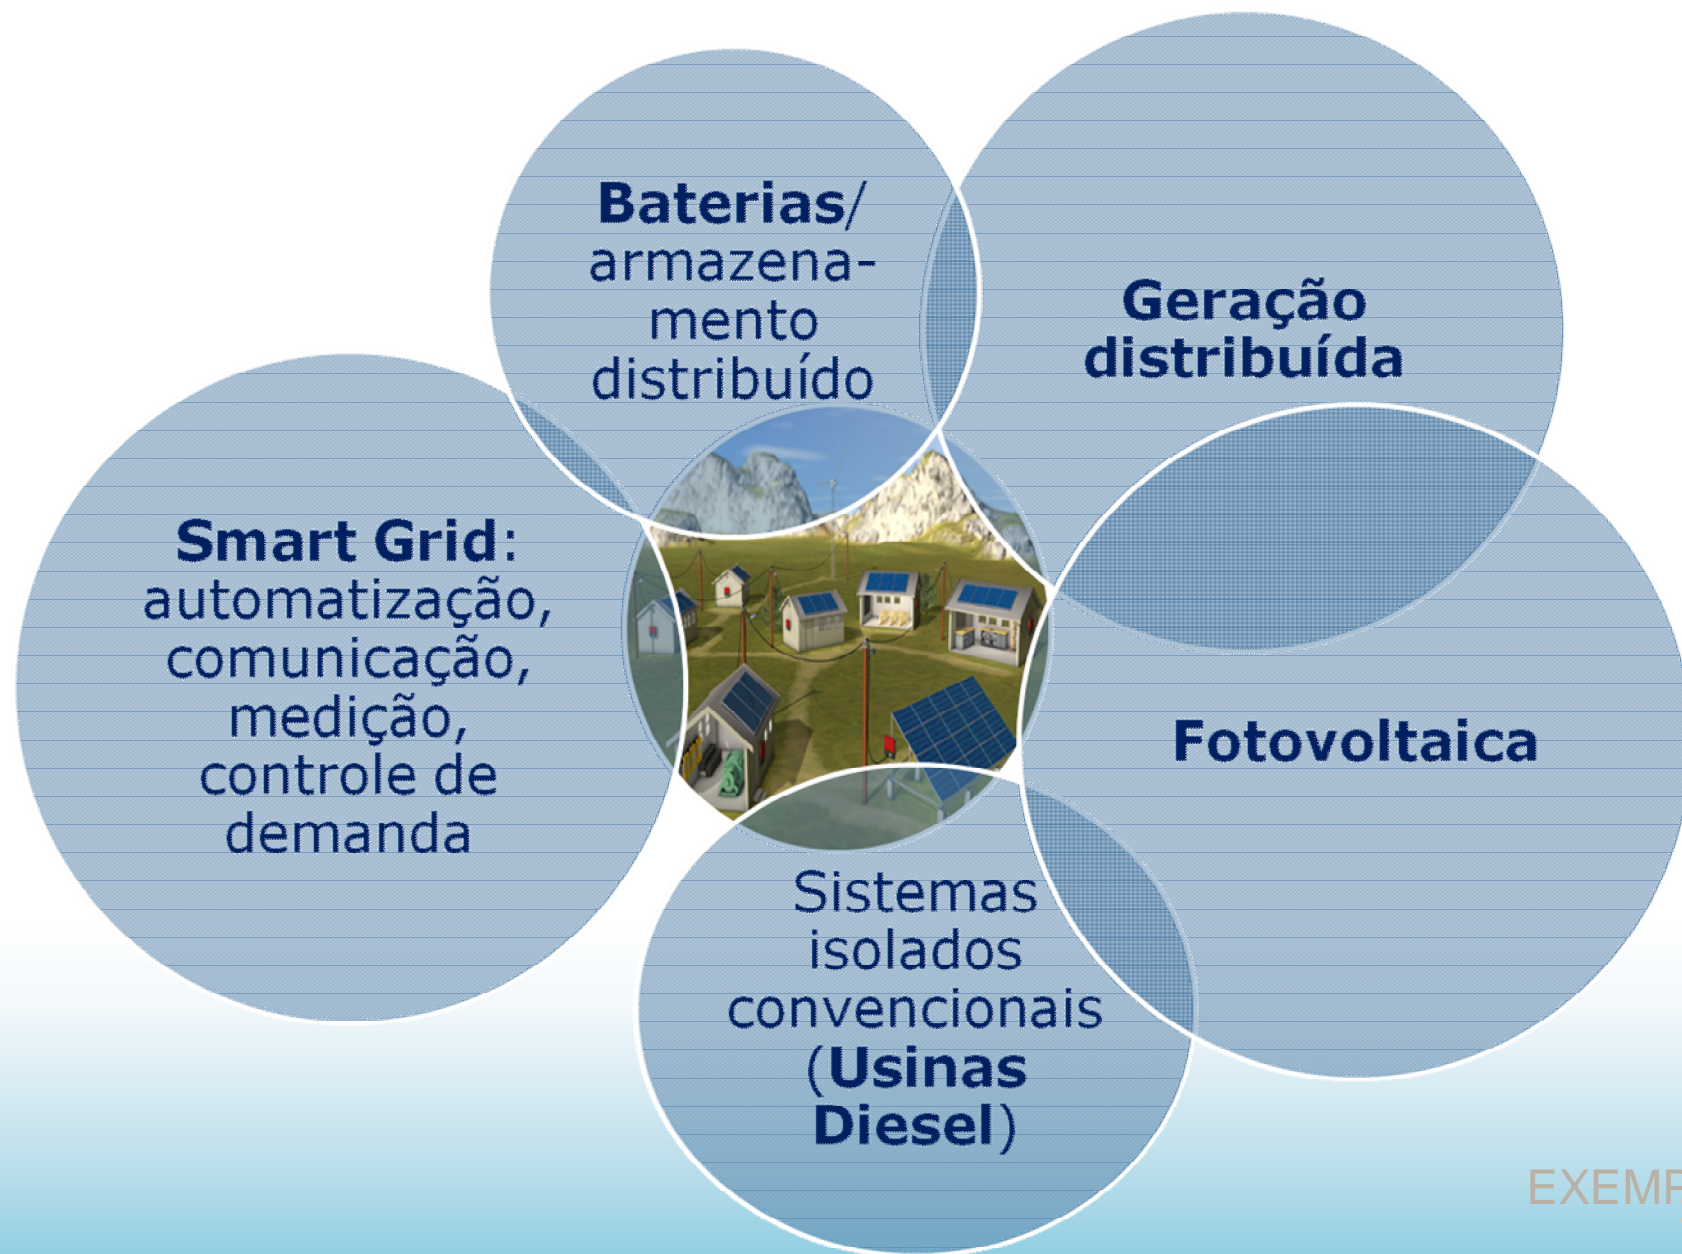 Baterias/
armazena-
mento
distribuído
Geração
distribuída
Smart Grid:
automatização,
comunicação,
medição,
controle de
demanda
Fotovoltaica
Sistemas
isolados
convencionais
(Usinas
Diesel)